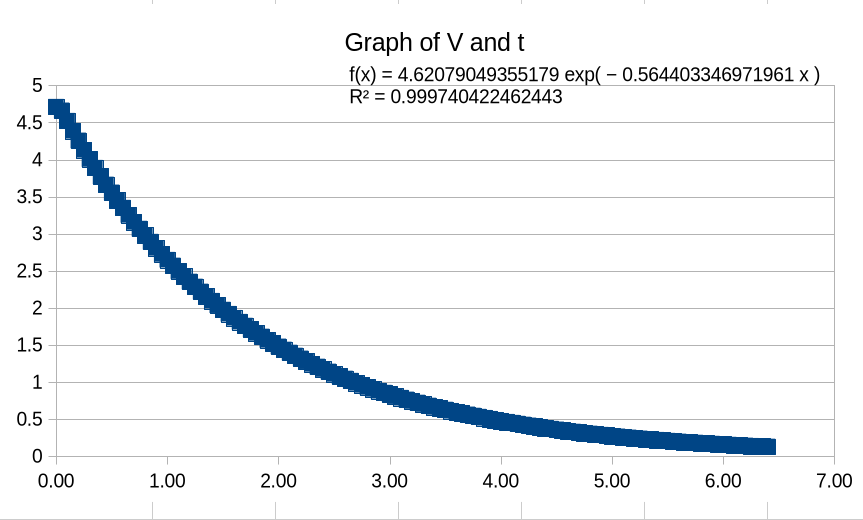 Graph of V and t
f(x) = 4.62079049355179 exp( − 0.564403346971961 x )
R² = 0.999740422462443
5
4.5
4
3.5
3
2.5
2
1.5
1
0.5
0
0.00 1.00 2.00 3.00 4.00 5.00 6.00 7.00